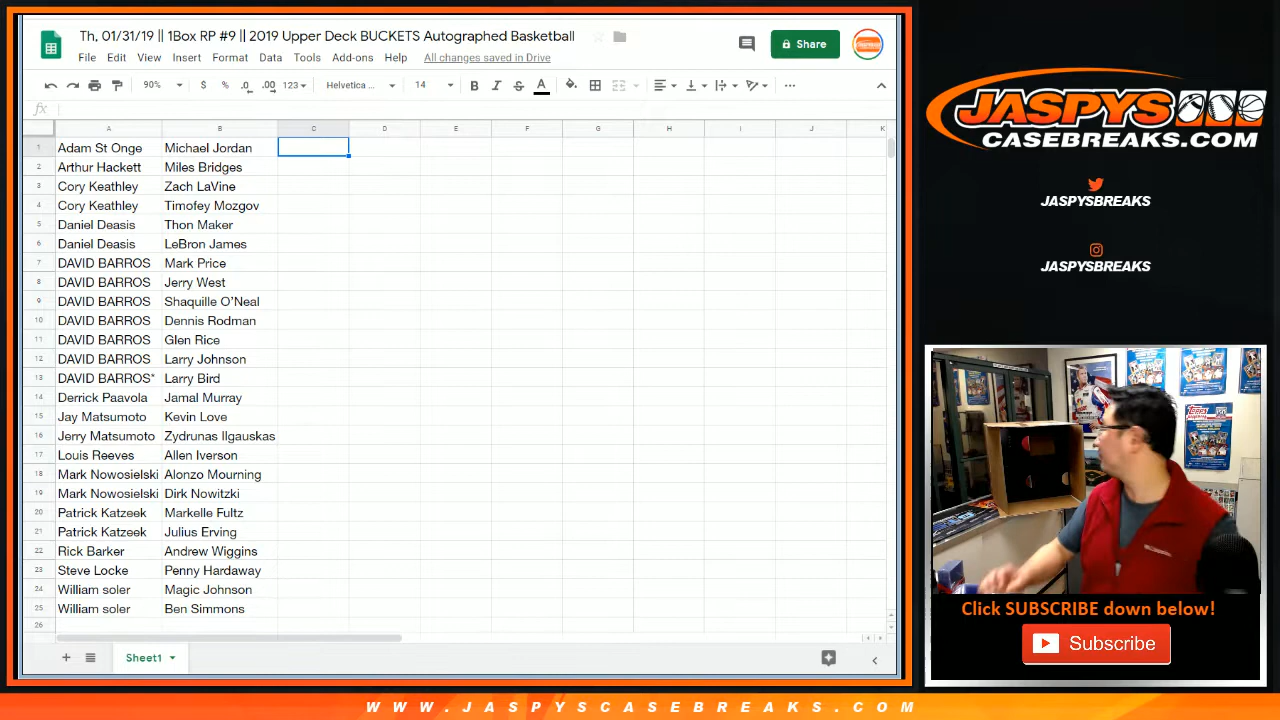 Th, 01/31/19 || 1Box RP #9 || 2019 Upper Deck BUCKETS Autographed Basketball
File Edit View Insert Format Data Tools Add-ons Help All changes saved in Drive
Share
90% $ % .0 .00 123 Helvetica ... 14 B I S A
fx
A B C D E F G H I J K
1 Adam St Onge Michael Jordan
2 Arthur Hackett Miles Bridges
3 Cory Keathley Zach LaVine
4 Cory Keathley Timofey Mozgov
5 Daniel Deasis Thon Maker
6 Daniel Deasis LeBron James
7 DAVID BARROS Mark Price
8 DAVID BARROS Jerry West
9 DAVID BARROS Shaquille O’Neal
10 DAVID BARROS Dennis Rodman
11 DAVID BARROS Glen Rice
12 DAVID BARROS Larry Johnson
13 DAVID BARROS* Larry Bird
14 Derrick Paavola Jamal Murray
15 Jay Matsumoto Kevin Love
16 Jerry Matsumoto Zydrunas Ilgauskas
17 Louis Reeves Allen Iverson
18 Mark Nowosielski Alonzo Mourning
19 Mark Nowosielski Dirk Nowitzki
20 Patrick Katzeek Markelle Fultz
21 Patrick Katzeek Julius Erving
22 Rick Barker Andrew Wiggins
23 Steve Locke Penny Hardaway
24 William soler Magic Johnson
25 William soler Ben Simmons
26
Sheet1
JASPYS
CASEBREAKS.COM
JASPYSBREAKS
JASPYSBREAKS
Click SUBSCRIBE down below!
Subscribe
WWW.JASPYSCASEBREAKS.COM